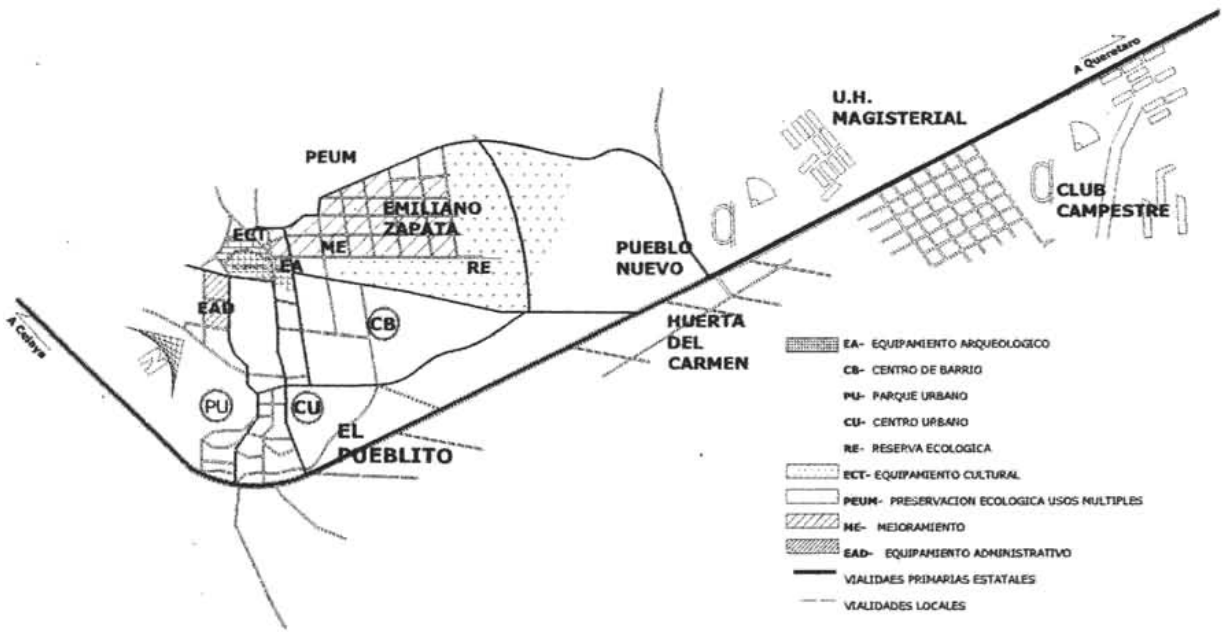 A Queretaro
U.H.
MAGISTERIAL
PEUM
EMILIANO
ZAPATA
CLUB
CAMPESTRE
ECT
ME
EA
RE
PUEBLO
NUEVO
EAD
CB
A Celaya
HUERTA
DEL
CARMEN
PU
CU
EL
PUEBLITO
EA- EQUIPAMIENTO ARQUEOLOGICO
CB- CENTRO DE BARRIO
PU- PARQUE URBANO
CU- CENTRO URBANO
RE- RESERVA ECOLOGICA
ECT- EQUIPAMIENTO CULTURAL
PEUM- PRESERVACION ECOLOGICA USOS MULTIPLES
ME- MEJORAMIENTO
EAD- EQUIPAMIENTO ADMINISTRATIVO
VIALIDAES PRIMARIAS ESTATALES
VIALIDADES LOCALES